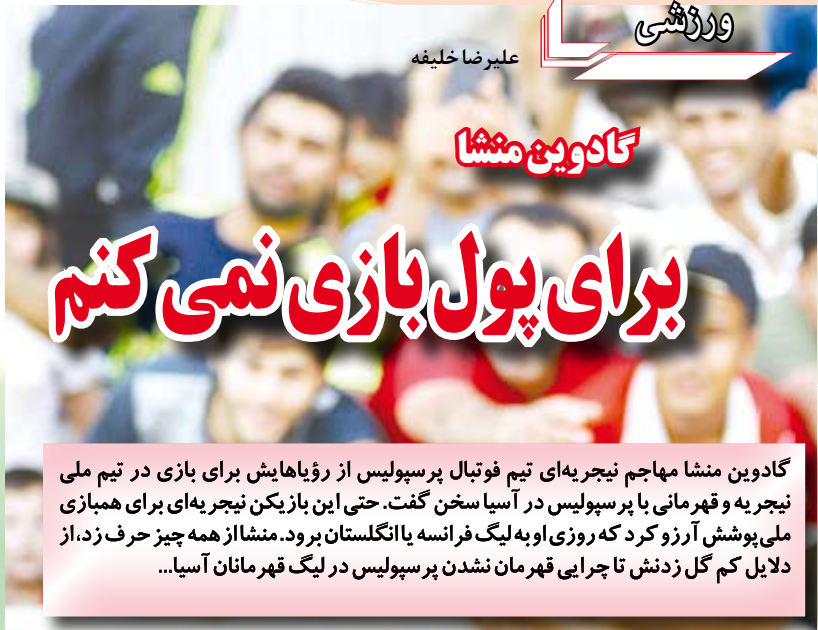 ورزشی
علیرضا خلیفه
گادوین منشا
برای پول بازی نمی کنم
گادوین منشا مهاجم نیجریه‌ای تیم فوتبال پرسپولیس از رؤیاهایش برای بازی در تیم ملی
نیجریه و قهرمانی با پرسپولیس در آسیا سخن گفت. حتی این بازیکن نیجریه‌ای برای همبازی
ملی‌پوشش آرزو کرد که روزی او به لیگ فرانسه یا انگلستان برود. منشا از همه چیز حرف زد، از
دلایل کم گل زدنش تا چرایی قهرمان نشدن پرسپولیس در لیگ قهرمانان آسیا...